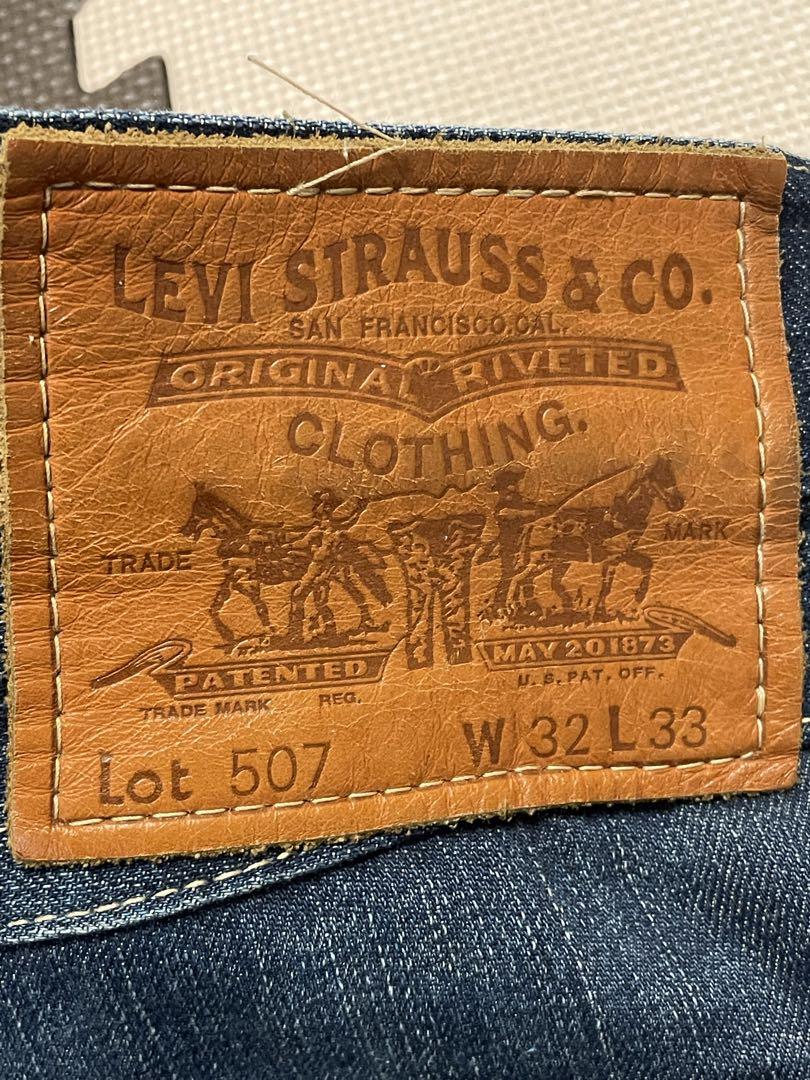 LEVI STRAUSS & CO.
SAN FRANCISCO, CAL.
ORIGINAL RIVETED
CLOTHING.
TRADE MARK
PATENTED MAY 20 1873
TRADE MARK REG. U.S. PAT. OFF.
Lot 507 W 32 L 33